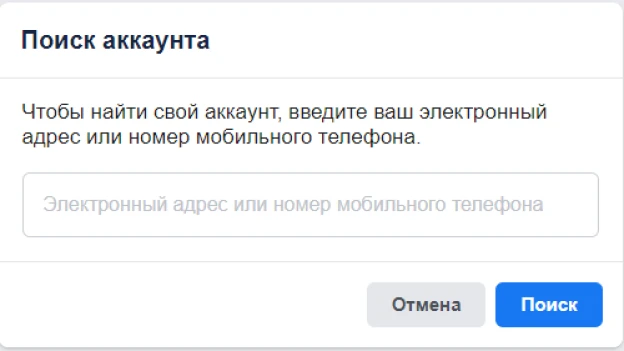 Поиск аккаунта
Чтобы найти свой аккаунт, введите ваш электронный
адрес или номер мобильного телефона.
Электронный адрес или номер мобильного телефона
Отмена
Поиск